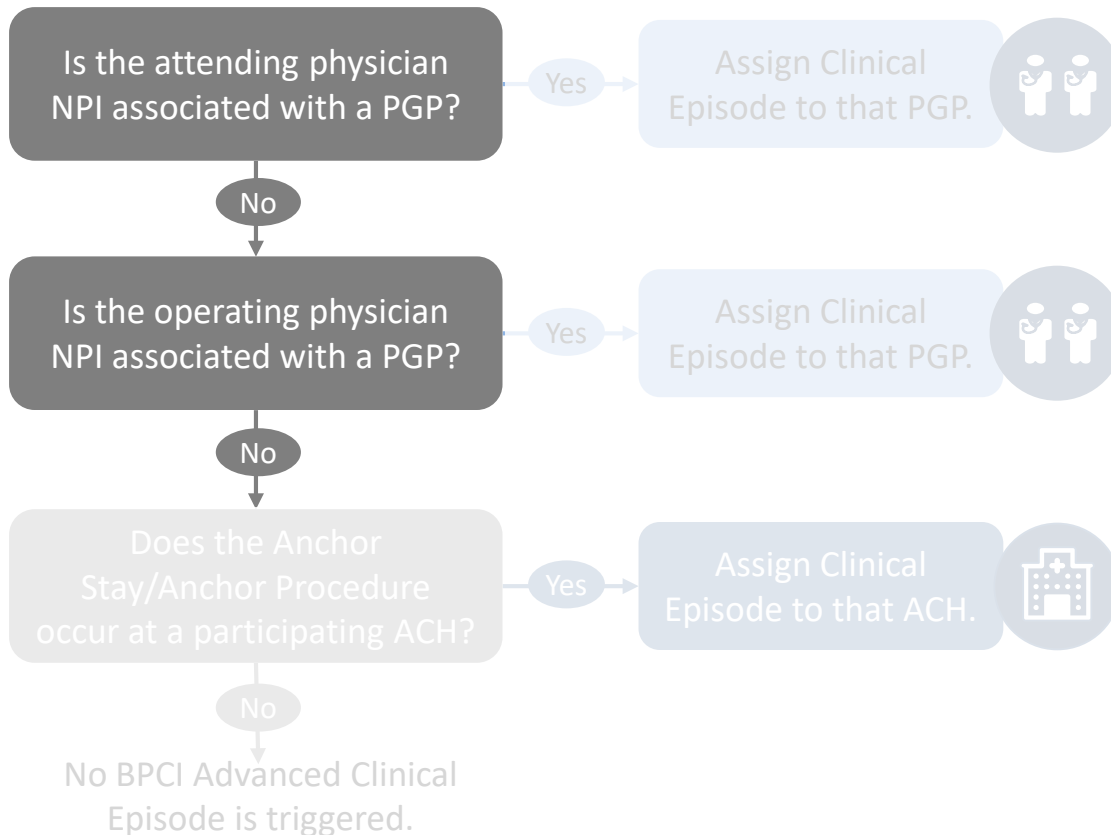 Is the attending physician
NPI associated with a PGP?
Yes
Assign Clinical
Episode to that PGP.
No
Is the operating physician
NPI associated with a PGP?
Yes
Assign Clinical
Episode to that PGP.
No
Does the Anchor
Stay/Anchor Procedure
occur at a participating ACH?
Yes
Assign Clinical
Episode to that ACH.
No
No BPCI Advanced Clinical
Episode is triggered.